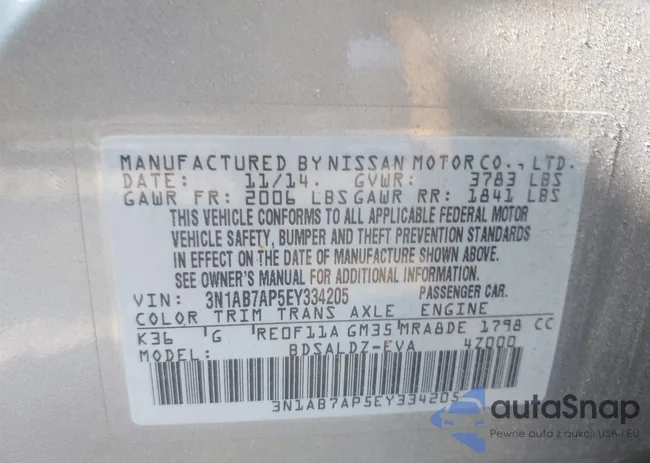 MANUFACTURED BY NISSAN MOTOR CO., LTD.
DATE: 11/14. GVWR: 3783 LBS
GAWR FR: 2006 LBS GAWR RR: 1841 LBS
THIS VEHICLE CONFORMS TO ALL APPLICABLE FEDERAL MOTOR
VEHICLE SAFETY, BUMPER AND THEFT PREVENTION STANDARDS
IN EFFECT ON THE DATE OF MANUFACTURE SHOWN ABOVE.
SEE OWNER'S MANUAL FOR ADDITIONAL INFORMATION.
VIN: 3N1AB7AP5EY334205 PASSENGER CAR.
COLOR TRIM TRANS AXLE ENGINE
K36 G RE0F11A GM35 MRA8DE 1798 CC
MODEL: BDSALDZ-EVA 4Z000
3N1AB7AP5EY334205
autoSnap
Pewne auta z aukcji USA i EU